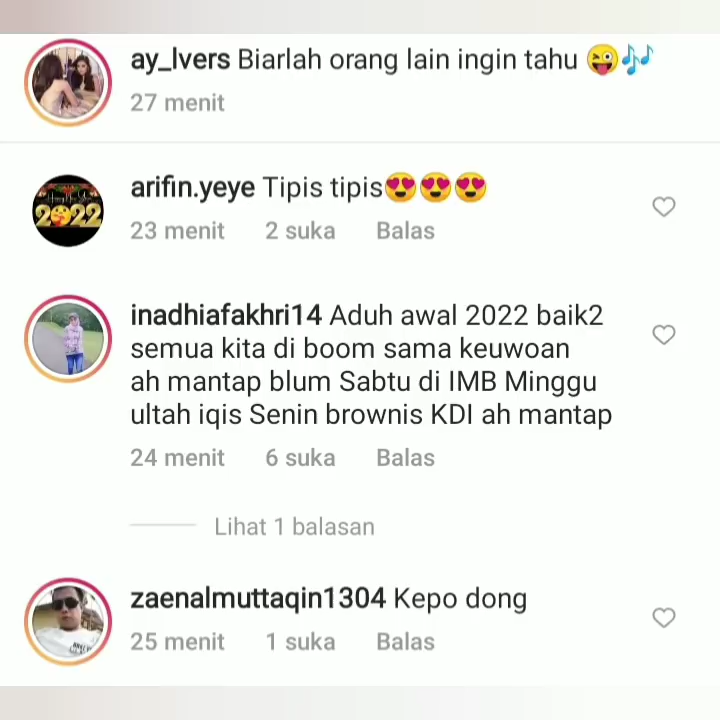 ay_lvers Biarlah orang lain ingin tahu 😜🎶
27 menit
2022
arifin.yeye Tipis tipis😍😍😍
23 menit 2 suka Balas
inadhiafakhri14 Aduh awal 2022 baik2
semua kita di boom sama keuwoan
ah mantap blum Sabtu di IMB Minggu
ultah iqis Senin brownis KDI ah mantap
24 menit 6 suka Balas
Lihat 1 balasan
zaenalmuttaqin1304 Kepo dong
25 menit 1 suka Balas